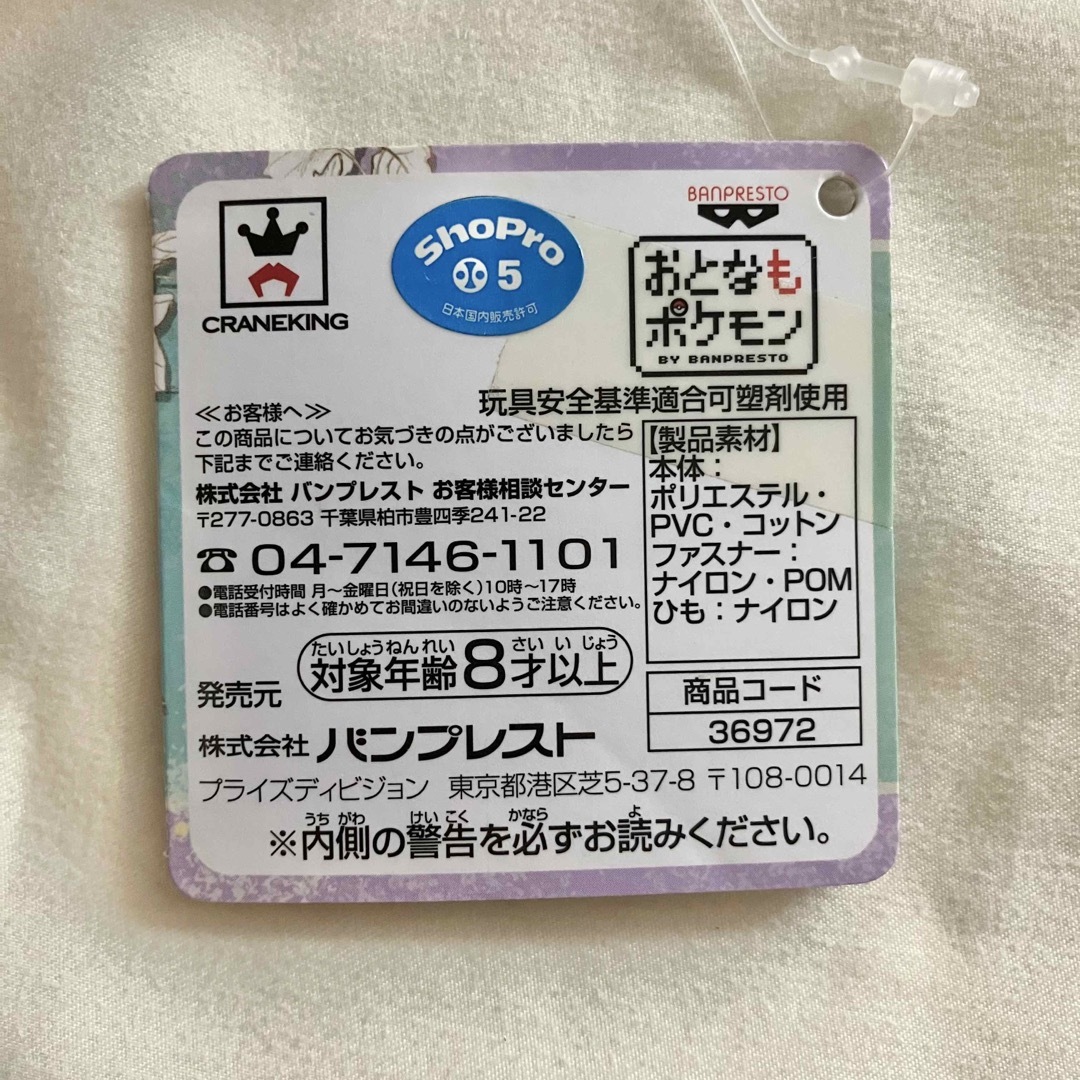 CRANEKING
ShoPro
5
日本国内販売許可
BANPRESTO
おとなも
ポケモン
BY BANPRESTO
玩具安全基準適合可塑剤使用
≪お客様へ≫
この商品についてお気づきの点がございましたら
下記までご連絡ください。
株式会社 バンプレスト お客様相談センター
〒277-0863 千葉県柏市豊四季241-22
☎ 04-7146-1101
●電話受付時間 月〜金曜日(祝日を除く)10時〜17時
●電話番号はよく確かめてお間違いのないようご注意ください。
【製品素材】
本体：
ポリエステル・
PVC・コットン
ファスナー：
ナイロン・POM
ひも：ナイロン
たいしょうねんれい さい いじょう
対象年齢8才以上
商品コード
36972
発売元
株式会社 バンプレスト
プライズディビジョン 東京都港区芝5-37-8 〒108-0014
うちがわ けいこく かなら よ
※内側の警告を必ずお読みください。